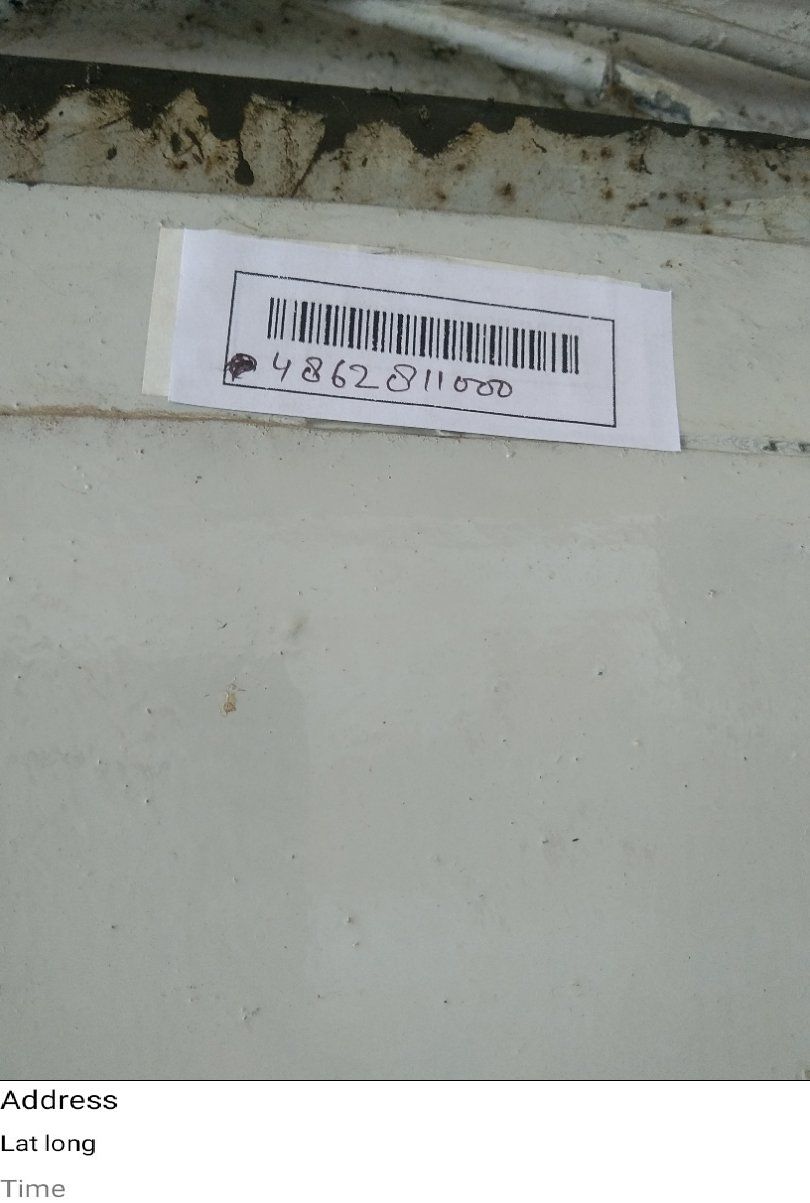 4862811000
Address
Lat long
Time